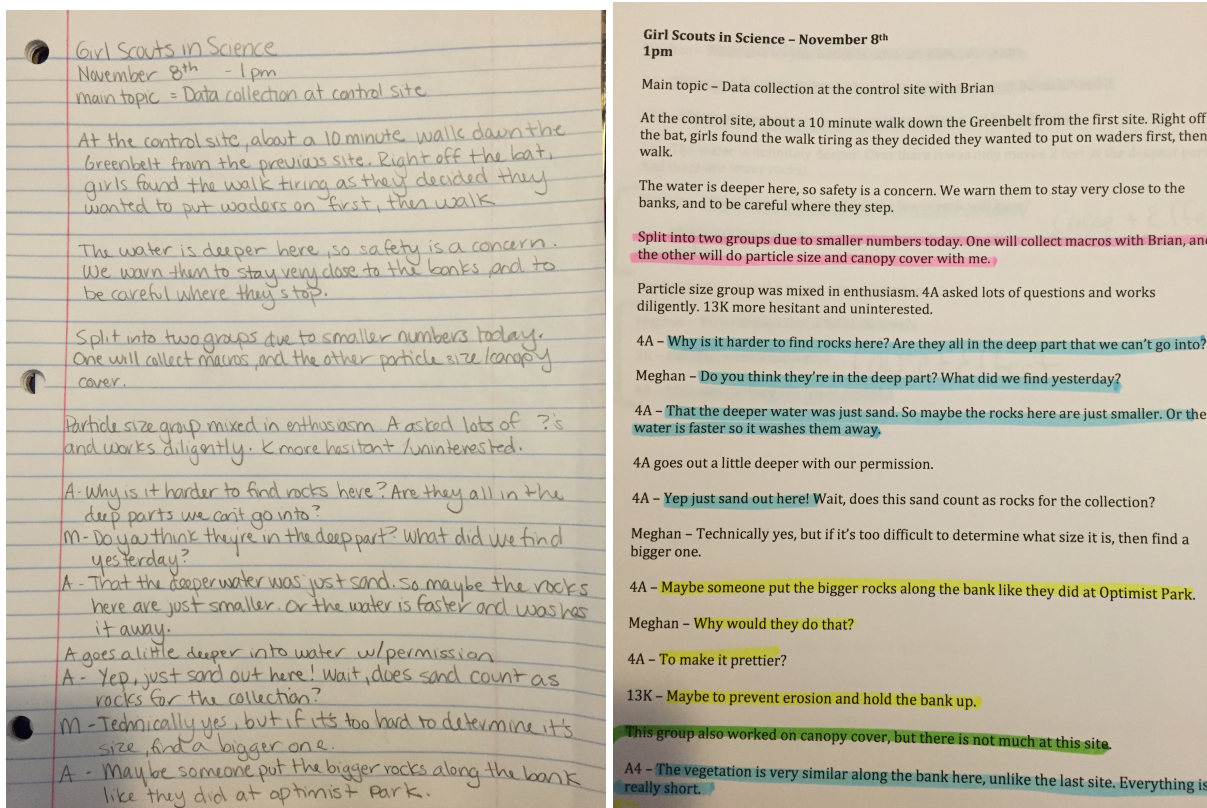 Girl Scouts in Science
November 8th - 1pm
main topic = Data collection at control site
At the control site, about a 10 minute walk down the
Greenbelt from the previous site. Right off the bat,
girls found the walk tiring as they decided they
wanted to put waders on first, then walk
The water is deeper here, so safety is a concern.
We warn them to stay very close to the banks, and to
be careful where they stop.
Split into two groups due to smaller numbers today.
One will collect macros, and the other particle size/canopy
cover.
Particle size group mixed in enthusiasm. A asked lots of ?'s
and works diligently. K more hesitant/uninterested.
A - Why is it harder to find rocks here? Are they all in the
deep parts we can't go into?
M - Do you think they're in the deep part? What did we find
yesterday?
A - That the deeper water was just sand. So maybe the rocks
here are just smaller. Or the water is faster and washes
it away.
A goes a little deeper into water w/permission
A - Yep, just sand out here! Wait, does sand count as
rocks for the collection?
M - Technically yes, but if it's too hard to determine it's
size, find a bigger one.
A - Maybe someone put the bigger rocks along the bank
like they did at optimist park.
Girl Scouts in Science – November 8th
1pm
Main topic – Data collection at the control site with Brian
At the control site, about a 10 minute walk down the Greenbelt from the first site. Right off
the bat, girls found the walk tiring as they decided they wanted to put on waders first, then
walk.
The water is deeper here, so safety is a concern. We warn them to stay very close to the
banks, and to be careful where they step.
Split into two groups due to smaller numbers today. One will collect macros with Brian, and
the other will do particle size and canopy cover with me.
Particle size group was mixed in enthusiasm. 4A asked lots of questions and works
diligently. 13K more hesitant and uninterested.
4A – Why is it harder to find rocks here? Are they all in the deep part that we can't go into?
Meghan – Do you think they're in the deep part? What did we find yesterday?
4A – That the deeper water was just sand. So maybe the rocks here are just smaller. Or the
water is faster so it washes them away.
4A goes out a little deeper with our permission.
4A – Yep just sand out here! Wait, does this sand count as rocks for the collection?
Meghan – Technically yes, but if it's too difficult to determine what size it is, then find a
bigger one.
4A – Maybe someone put the bigger rocks along the bank like they did at Optimist Park.
Meghan – Why would they do that?
4A – To make it prettier?
13K – Maybe to prevent erosion and hold the bank up.
This group also worked on canopy cover, but there is not much at this site.
A4 – The vegetation is very similar along the bank here, unlike the last site. Everything is
really short.